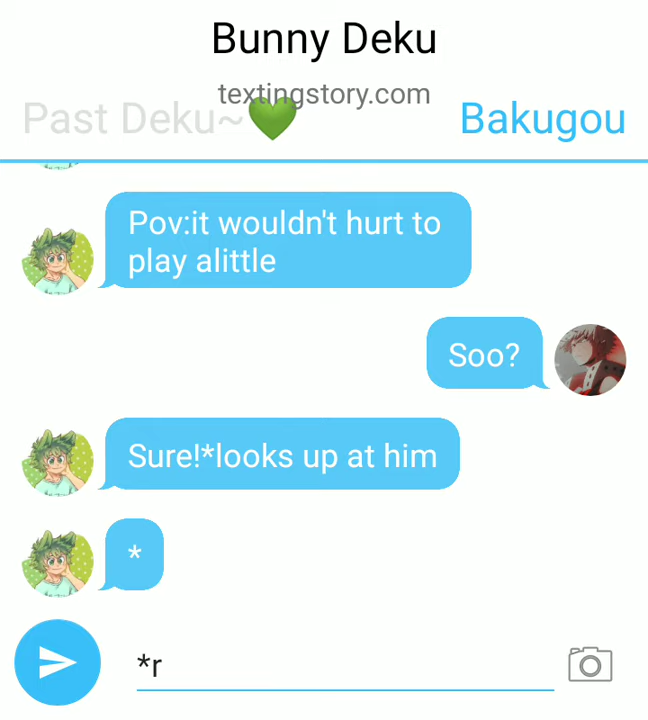 Bunny Deku
textingstory.com
Past Deku~💚 Bakugou
Pov:it wouldn't hurt to
play alittle
Soo?
Sure!*looks up at him
*
*r